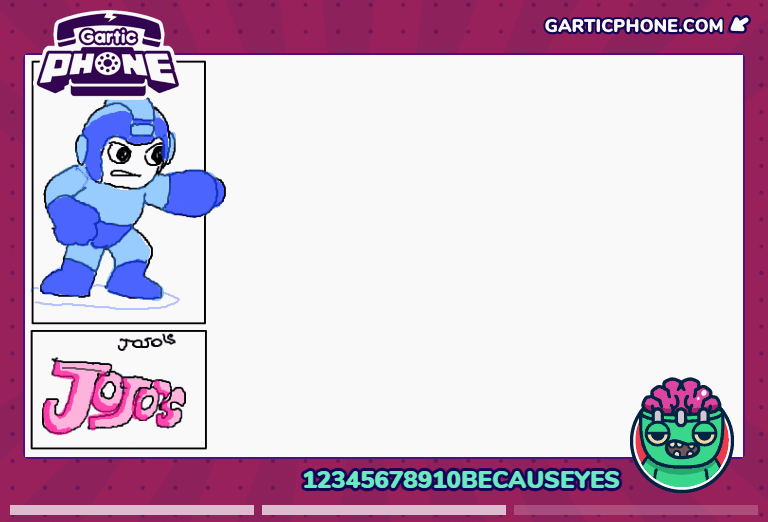 Gartic
PHONE
GARTICPHONE.COM
JOJO'S
JOJO'S
12345678910BECAUSEYES